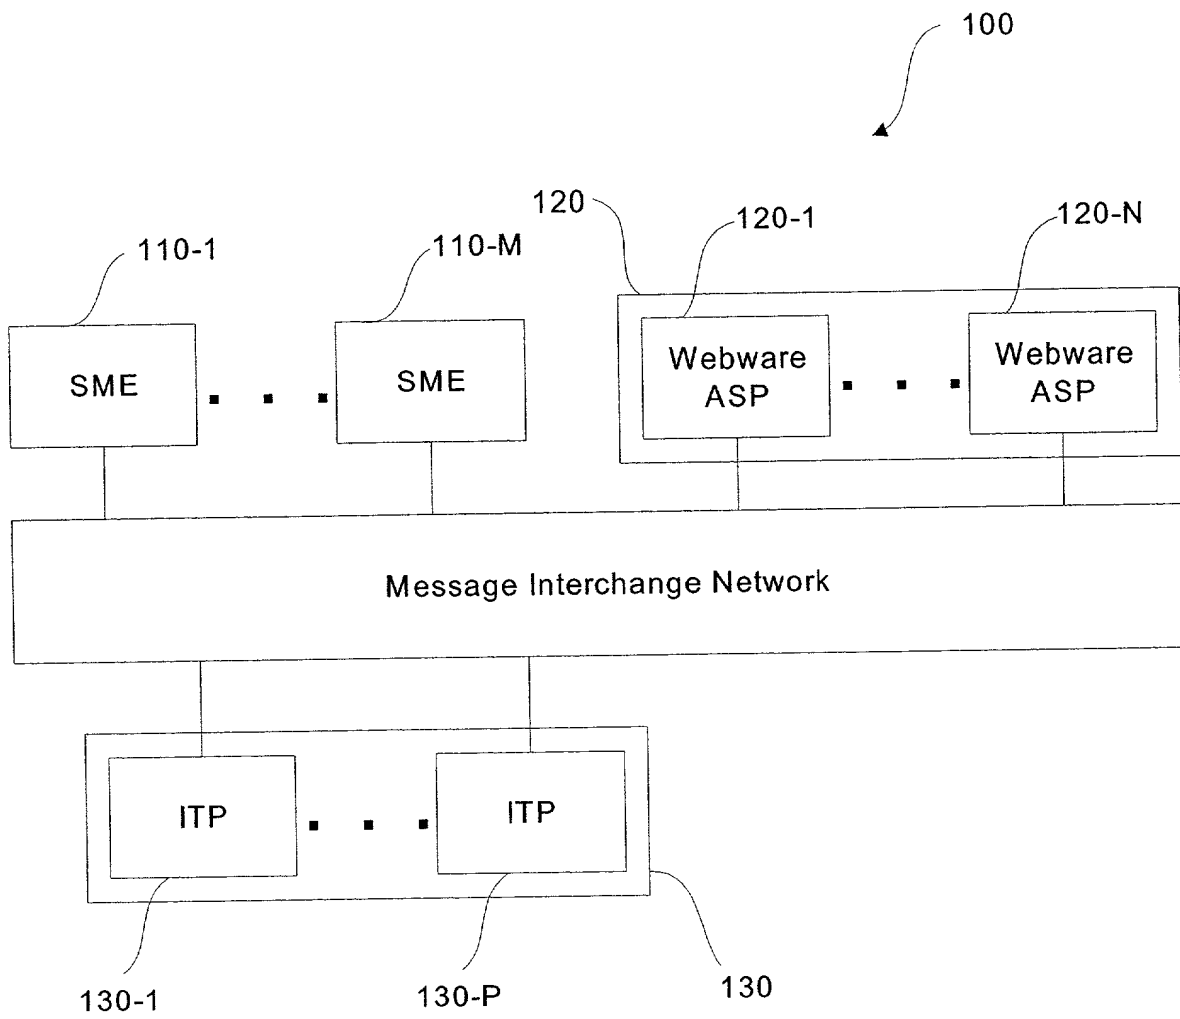 100
120
120-1
120-N
110-1
110-M
SME
SME
Webware
ASP
Webware
ASP
Message Interchange Network
ITP
ITP
130-1
130-P
130